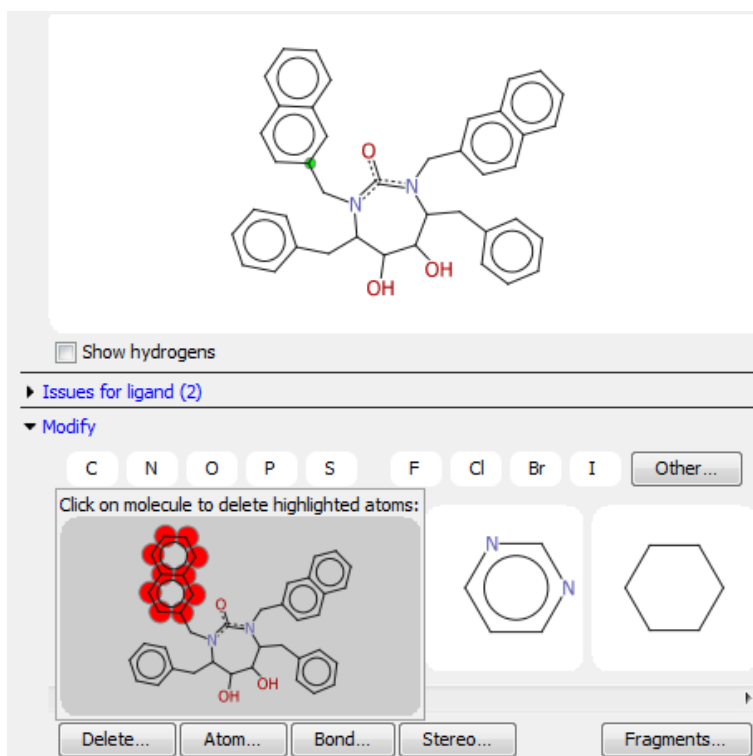 O
N
N
OH
OH
Show hydrogens
Issues for ligand (2)
Modify
C N O P S F Cl Br I Other...
Click on molecule to delete highlighted atoms:
N
N
O
N
N
OH
OH
Delete... Atom... Bond... Stereo... Fragments...